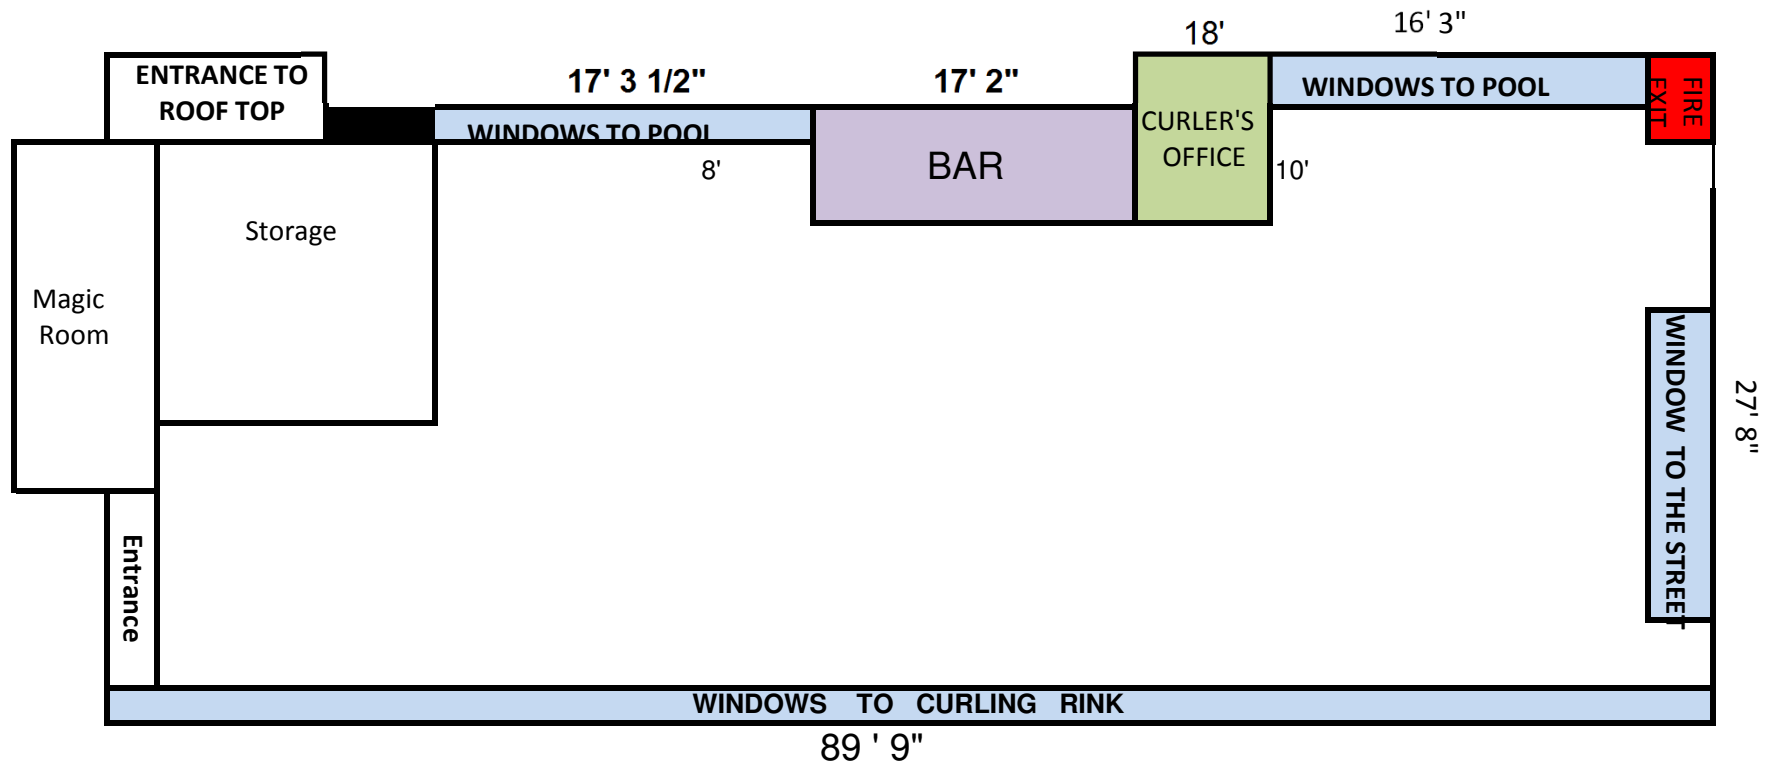 18'
16' 3"
ENTRANCE TO
ROOF TOP
17' 3 1/2"
17' 2"
WINDOWS TO POOL
FIRE
EXIT
WINDOWS TO POOL
CURLER'S
OFFICE
BAR
8'
10'
Storage
Magic
Room
WINDOW TO THE STREET
27' 8"
Entrance
WINDOWS TO CURLING RINK
89 ' 9"